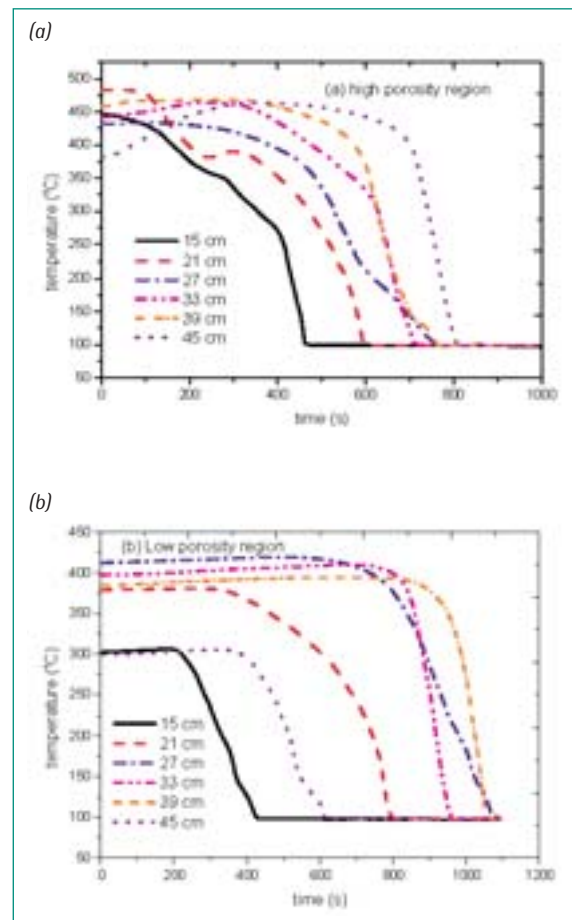 (a)
(a) high porosity region
500
450
400
350
300
250
200
150
100
50
temperature (°C)
15 cm
21 cm
27 cm
33 cm
39 cm
45 cm
0
200
400
600
800
1000
time (s)
(b)
(b) Low porosity region
450
400
350
300
250
200
150
100
50
temperature (°C)
15 cm
21 cm
27 cm
33 cm
39 cm
45 cm
0
200
400
600
800
1000
1200
time (s)